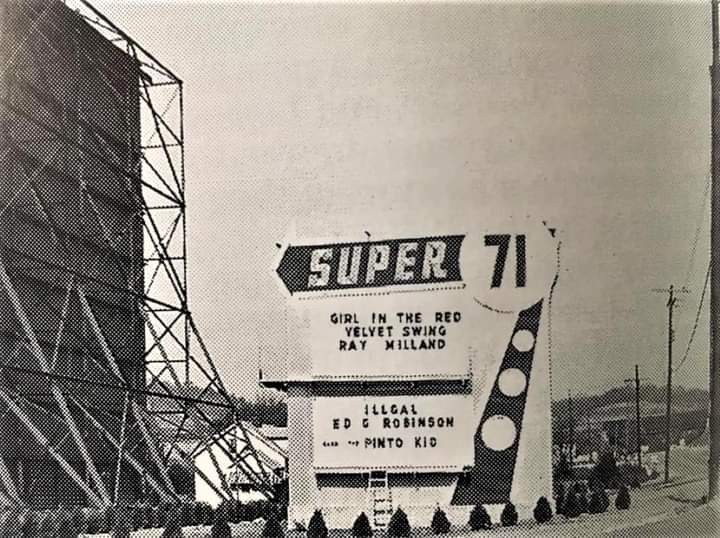 SUPER 71
GIRL IN THE RED
VELVET SWING
RAY MILLAND
ILLGAL
ED G ROBINSON
PINTO KID